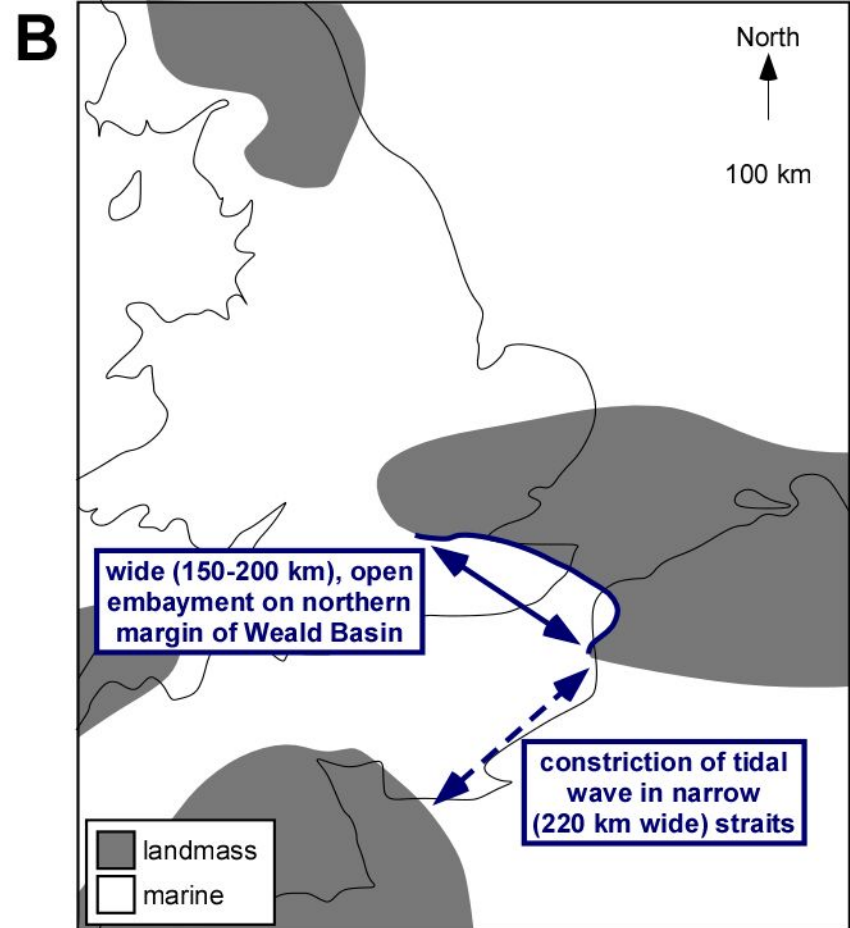 B
North
100 km
wide (150-200 km), open
embayment on northern
margin of Weald Basin
constriction of tidal
wave in narrow
(220 km wide) straits
landmass
marine